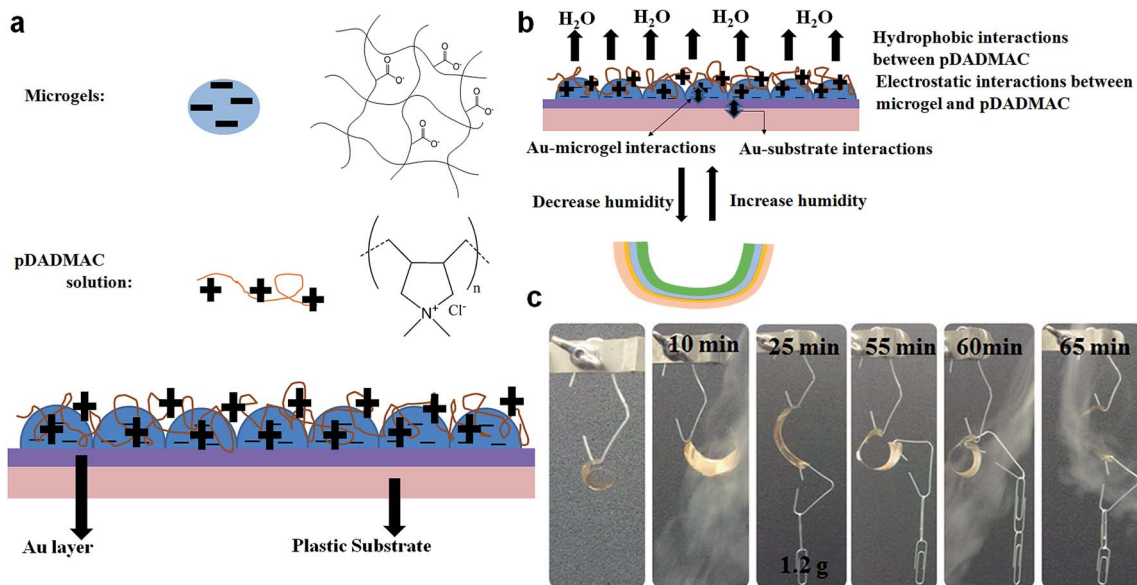 a
Microgels:
O
O-
O
O-
O
O-
O
O-
pDADMAC
solution:
n
N+
Cl-
Au layer
Plastic Substrate
b
H2O H2O H2O H2O
Hydrophobic interactions
between pDADMAC
Electrostatic interactions between
microgel and pDADMAC
Au-microgel interactions
Au-substrate interactions
Decrease humidity
Increase humidity
c
10 min
25 min
55 min
60min
65 min
1.2 g